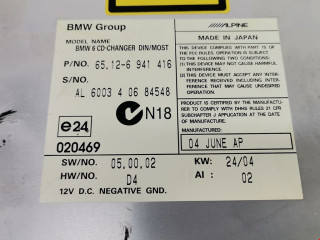 BMW Group
ALPINE
MODEL NAME
BMW 6 CD-CHANGER DIN/MOST
MADE IN JAPAN
P/NO. 65.12-6 941 416
S/NO.
AL 6003 4 06 84548
THIS DEVICE COMPLIES WITH PART 15 OF
THE FCC RULES. OPERATION IS SUBJECT TO
THE FOLLOWING TWO CONDITIONS:
(1) THIS DEVICE MAY NOT CAUSE HARMFUL
INTERFERENCE.
(2) THIS DEVICE MUST ACCEPT ANY INTER-
FERENCE RECEIVED, INCLUDING
INTERFERENCE THAT MAY CAUSE
UNDESIRED OPERATION.
e24
N18
020469
THIS PRODUCT IS CERTIFIED BY THE MANUFACTU-
RER TO COMPLY WITH DHHS RULES 21 CFR
SUBCHAPTER J APPLICABLE AT THE DATE OF
MANUFACTURE.
04 JUNE AP
SW/NO. 05.00.02
KW: 24/04
HW/NO. D4
AI: 02
12V D.C. NEGATIVE GND.